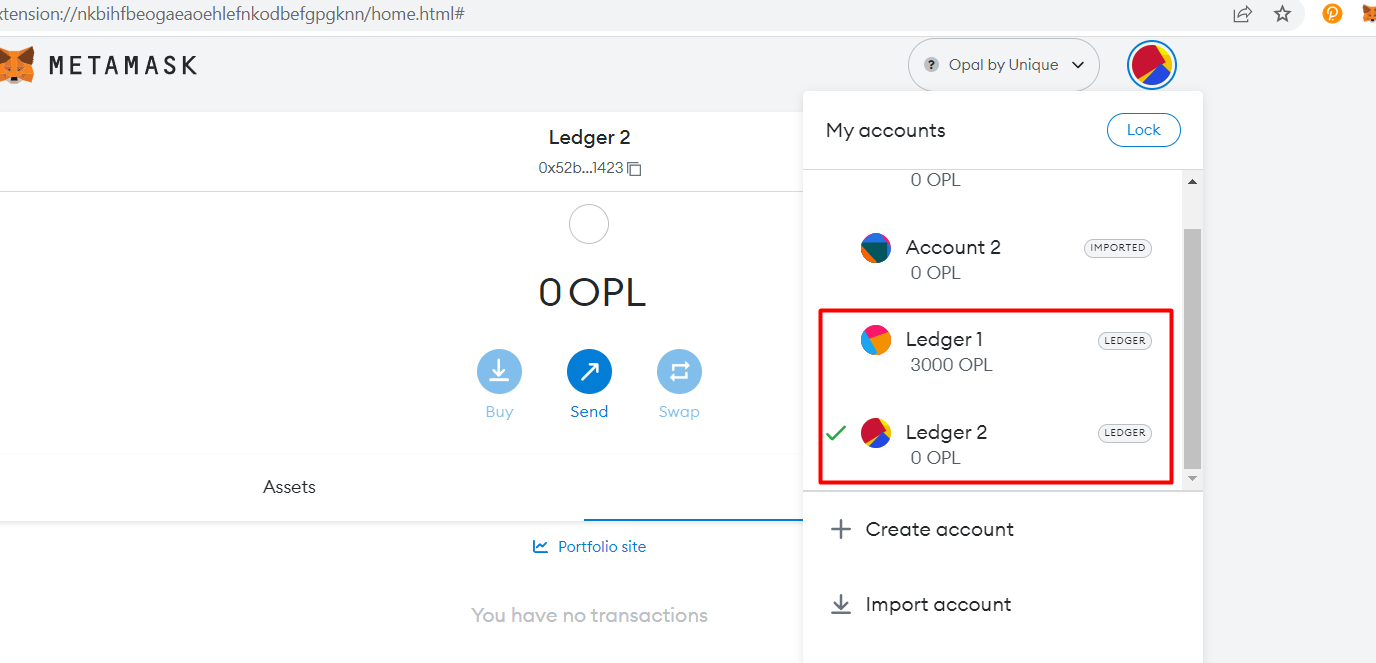 xtension://nkbihfbeogaeaoehlefnkodbefgpgknn/home.html#
METAMASK
? Opal by Unique
Ledger 2
0x52b...1423
0 OPL
Buy
Send
Swap
Assets
Portfolio site
You have no transactions
My accounts
Lock
0 OPL
Account 2
IMPORTED
0 OPL
Ledger 1
LEDGER
3000 OPL
Ledger 2
LEDGER
0 OPL
Create account
Import account